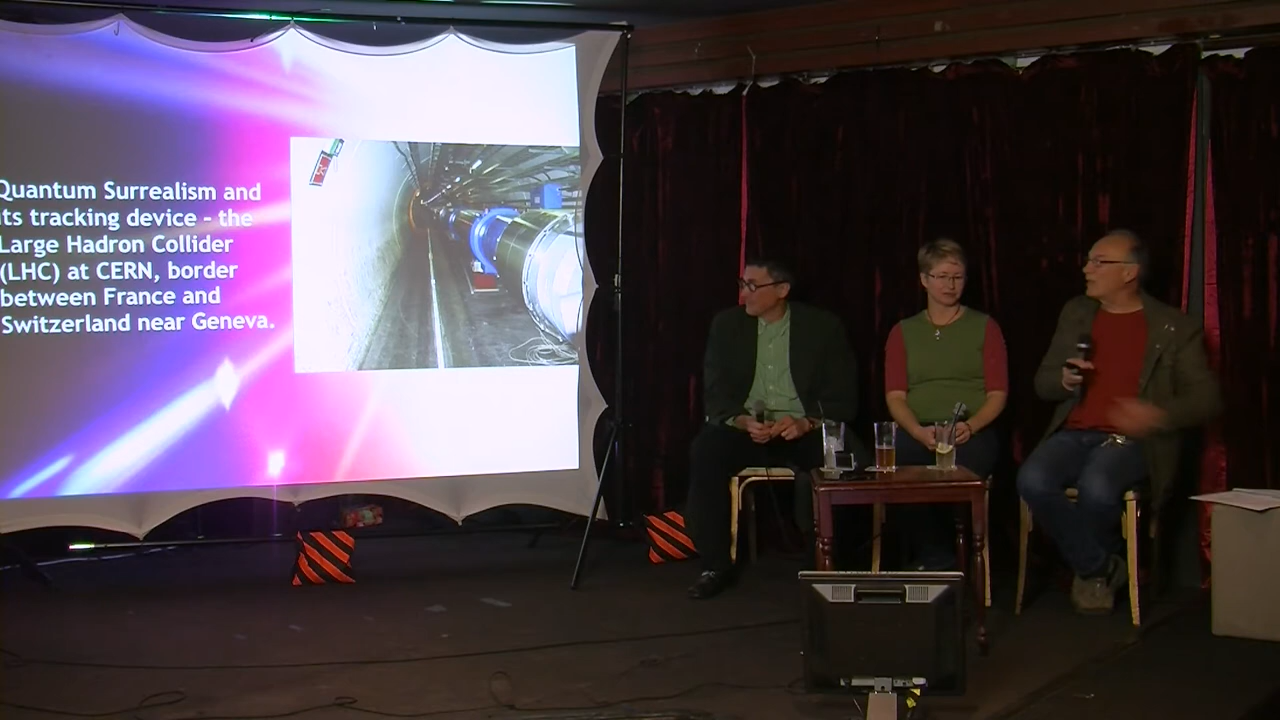 Quantum Surrealism and
its tracking device - the
Large Hadron Collider
(LHC) at CERN, border
between France and
Switzerland near Geneva.